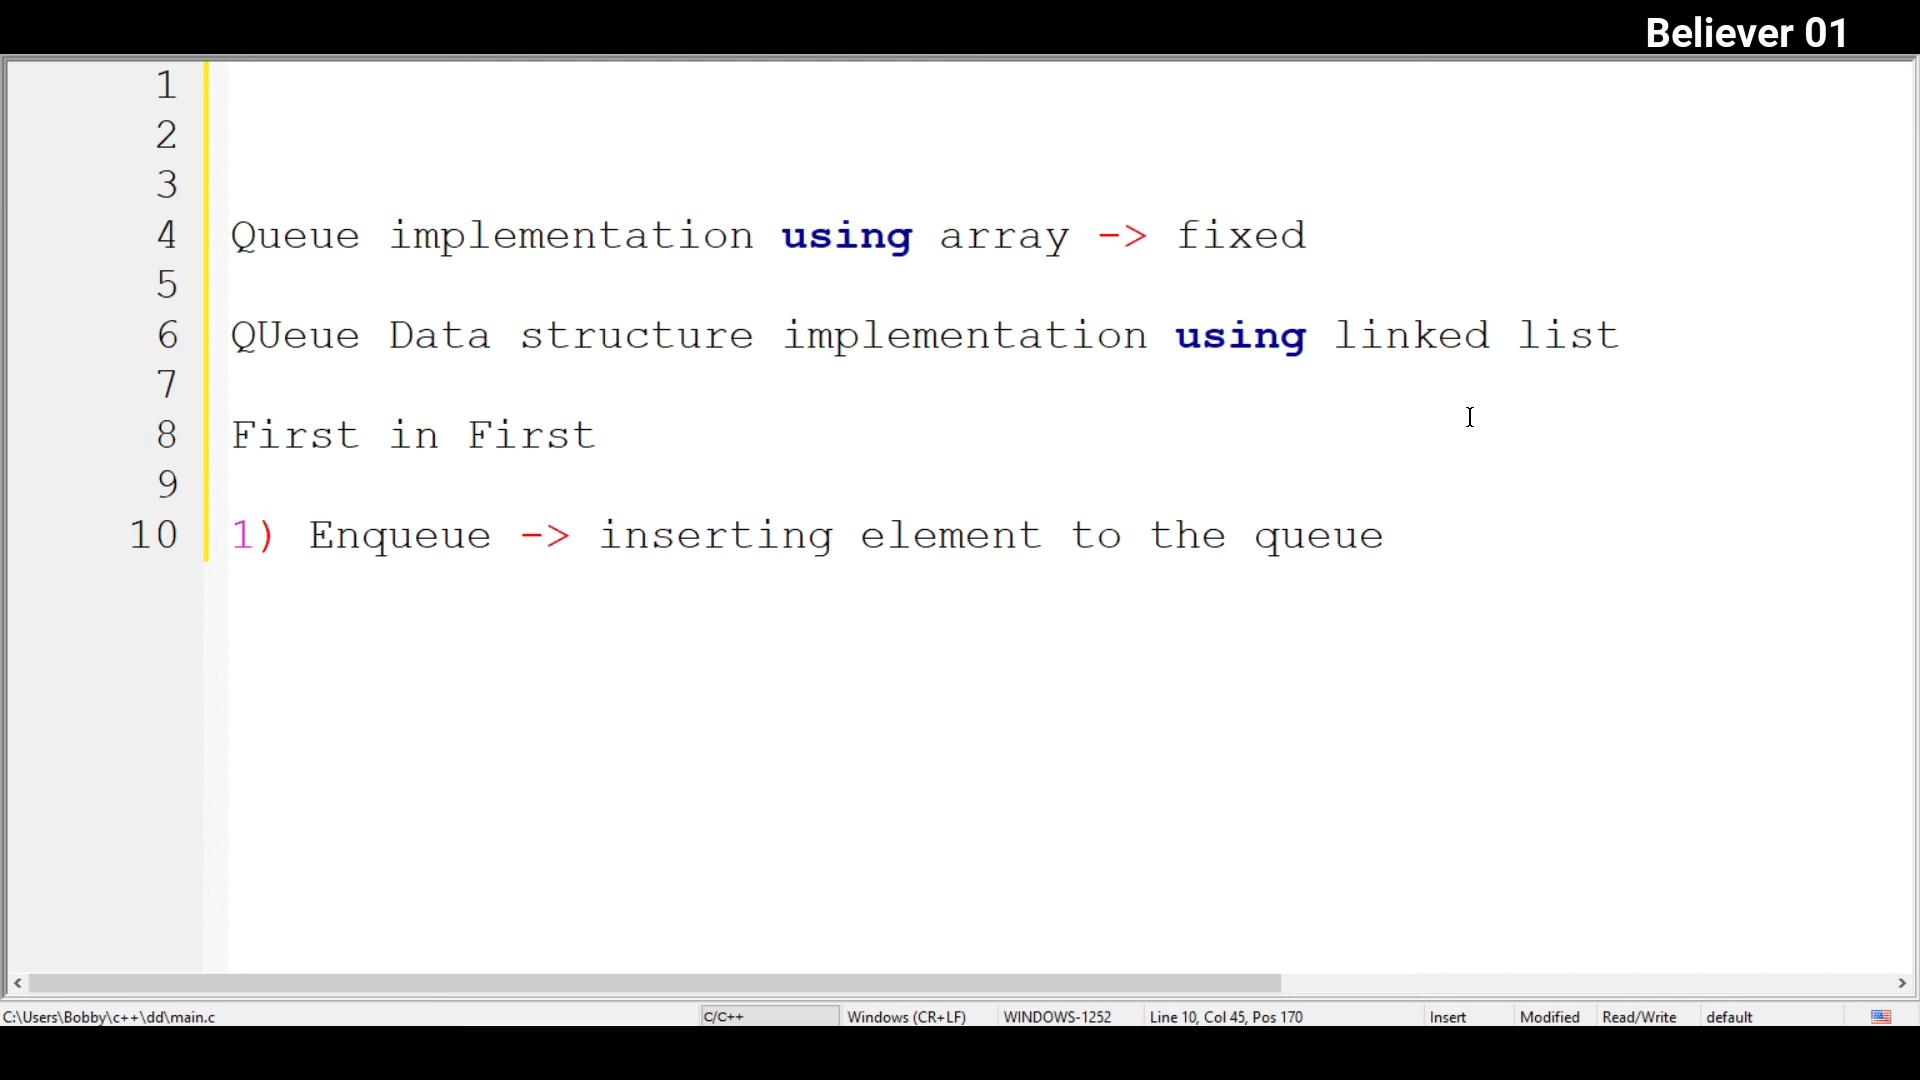 Believer 01
1
2
3
4 Queue implementation using array -> fixed
5
6 QUeue Data structure implementation using linked list
7
8 First in First
9
10 1) Enqueue -> inserting element to the queue
C:\Users\Bobby\c++\dd\main.c C/C++ Windows (CR+LF) WINDOWS-1252 Line 10, Col 45, Pos 170 Insert Modified Read/Write default